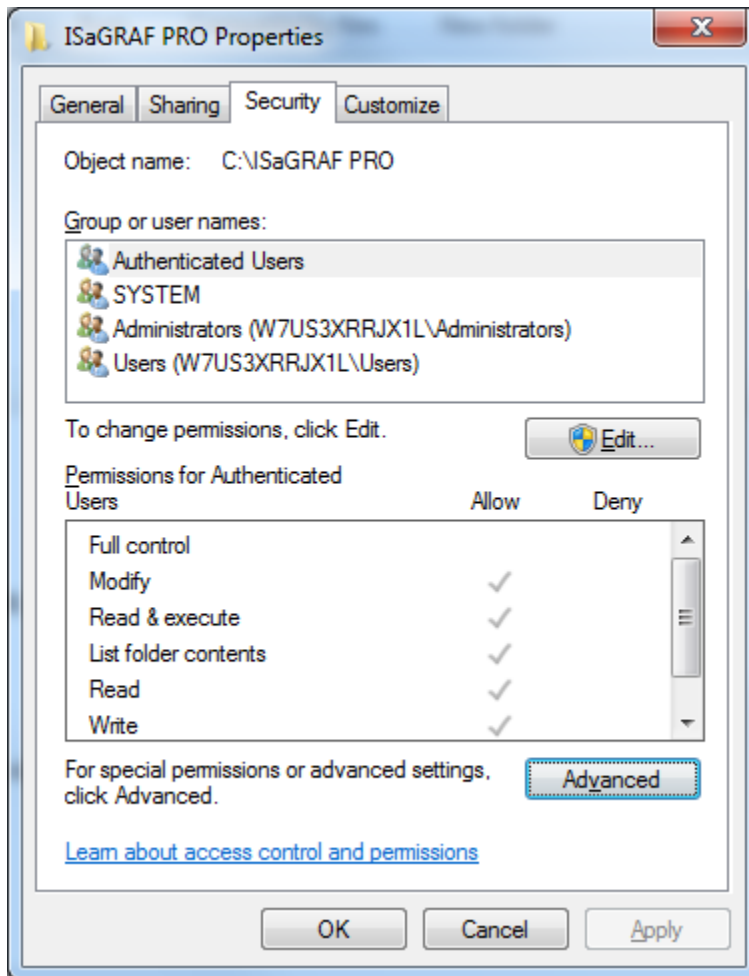 ISaGRAF PRO Properties
General Sharing Security Customize
Object name: C:\ISaGRAF PRO
Group or user names:
Authenticated Users
SYSTEM
Administrators (W7US3XRRJX1L\Administrators)
Users (W7US3XRRJX1L\Users)
To change permissions, click Edit.
Edit...
Permissions for Authenticated
Users Allow Deny
Full control
Modify
Read & execute
List folder contents
Read
Write
For special permissions or advanced settings,
click Advanced.
Advanced
Learn about access control and permissions
OK Cancel Apply